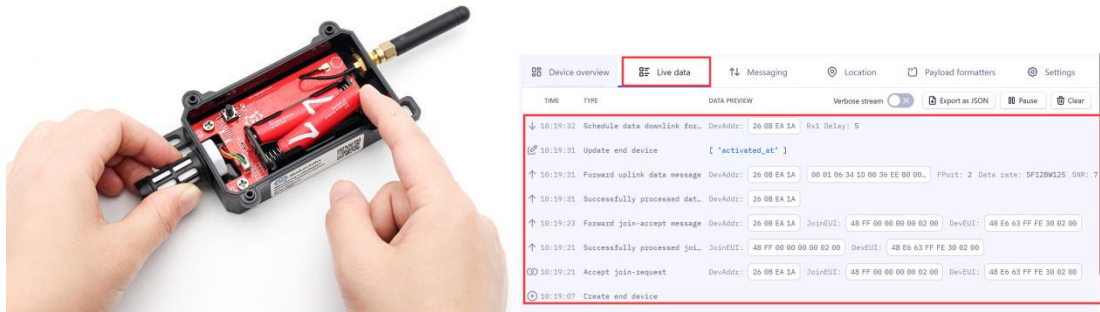 Device overview Live data Messaging Location Payload formatters Settings
TIME TYPE DATA PREVIEW Verbose stream Export as JSON Pause Clear
10:19:32 Schedule data downlink for… DevAddr: 26 0B EA 1A Rx1 Delay: 5
10:19:31 Update end device [ "activated_at" ]
10:19:31 Forward uplink data message DevAddr: 26 0B EA 1A 00 01 06 34 1D 00 36 EE 80 00… FPort: 2 Data rate: SF12BW125 SNR: 7
10:19:31 Successfully processed dat… DevAddr: 26 0B EA 1A
10:19:23 Forward join-accept message DevAddr: 26 0B EA 1A JoinEUI: 48 FF 00 00 00 00 02 00 DevEUI: 48 E6 63 FF FE 30 02 00
10:19:21 Successfully processed joi… JoinEUI: 48 FF 00 00 00 00 02 00 DevEUI: 48 E6 63 FF FE 30 02 00
10:19:21 Accept join-request DevAddr: 26 0B EA 1A JoinEUI: 48 FF 00 00 00 00 02 00 DevEUI: 48 E6 63 FF FE 30 02 00
10:19:07 Create end device